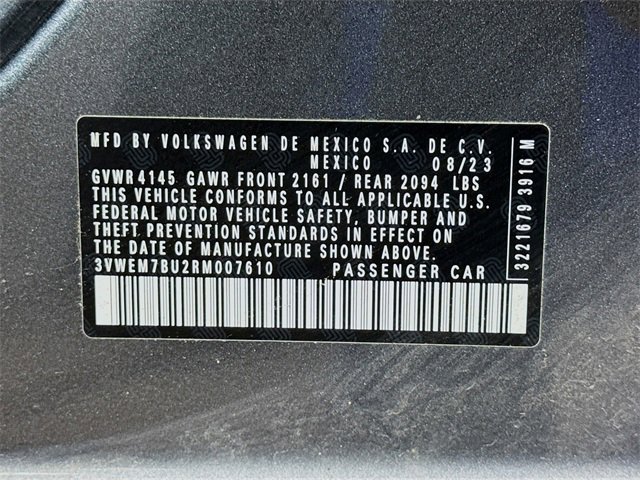 MFD BY VOLKSWAGEN DE MEXICO S.A. DE C.V.
MEXICO 08/23
GVWR4145 GAWR FRONT 2161 / REAR 2094 LBS
THIS VEHICLE CONFORMS TO ALL APPLICABLE U.S.
FEDERAL MOTOR VEHICLE SAFETY, BUMPER AND
THEFT PREVENTION STANDARDS IN EFFECT ON
THE DATE OF MANUFACTURE SHOWN ABOVE.
3VWEM7BU2RM007610 PASSENGER CAR
3221679 3916 M